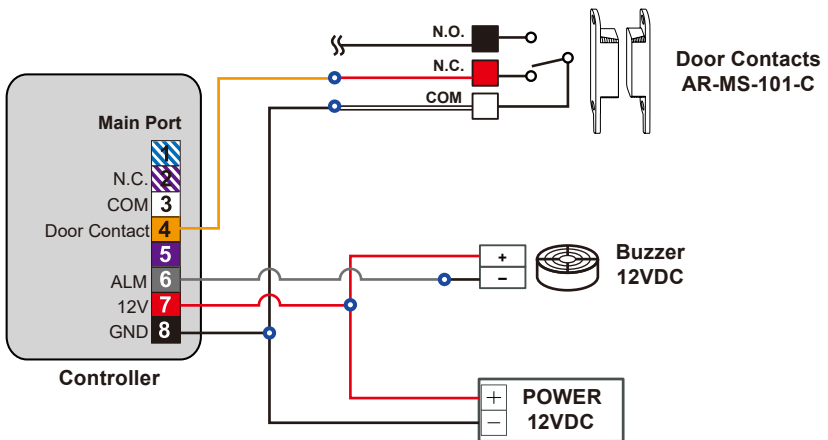 N.O.
N.C.
COM
Door Contacts
AR-MS-101-C
Main Port
1
N.C. 2
COM 3
Door Contact 4
5
ALM 6
12V 7
GND 8
Controller
+
−
Buzzer
12VDC
+
−
POWER
12VDC